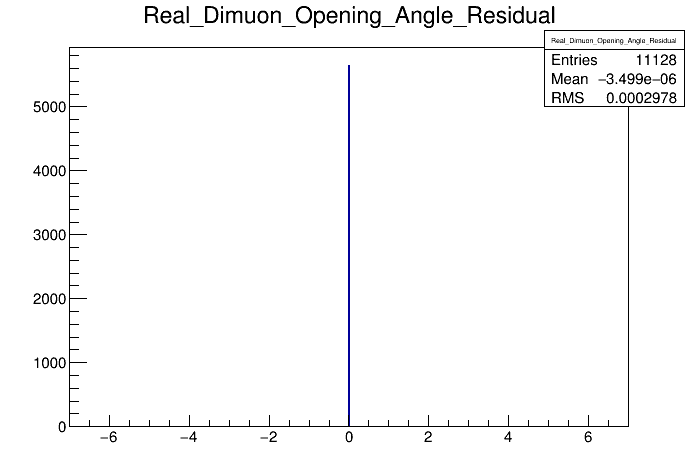 Real_Dimuon_Opening_Angle_Residual
Real_Dimuon_Opening_Angle_Residual
Entries 11128
Mean −3.499e−06
RMS 0.0002978
5000
4000
3000
2000
1000
0
−6 −4 −2 0 2 4 6